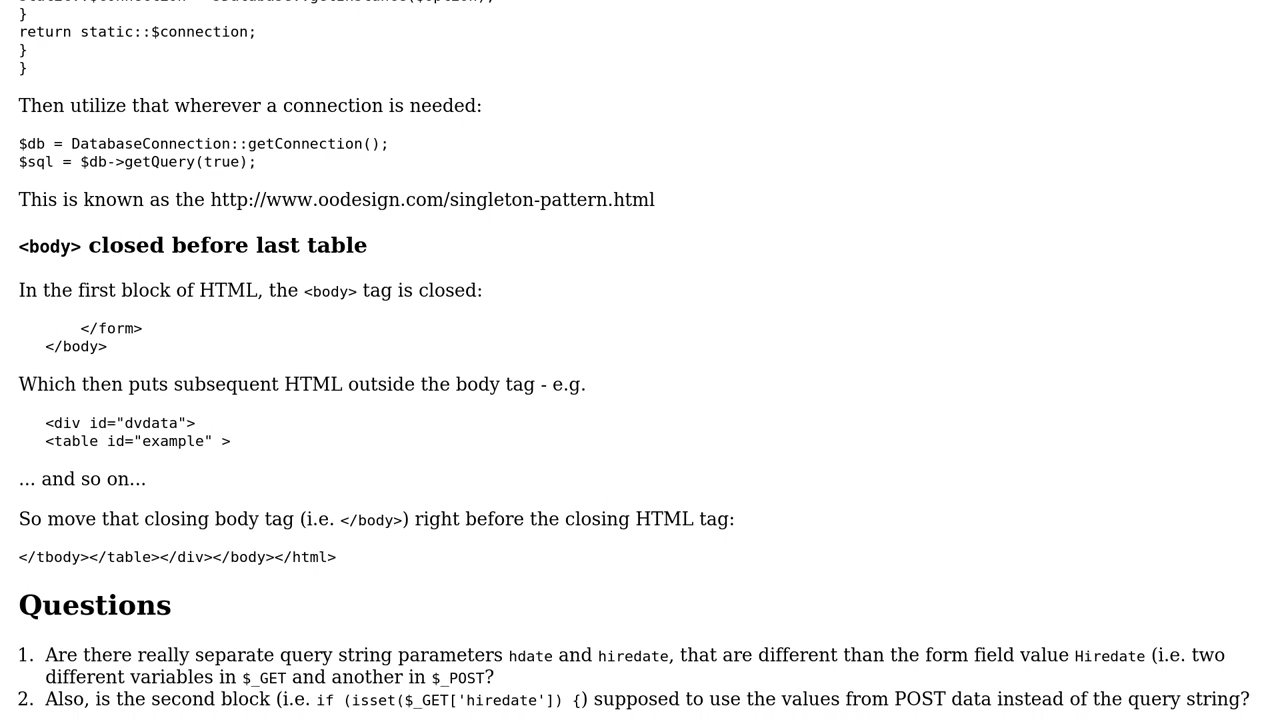 }
return static::$connection;
}
}
Then utilize that wherever a connection is needed:
$db = DatabaseConnection::getConnection();
$sql = $db->getQuery(true);
This is known as the http://www.oodesign.com/singleton-pattern.html
<body> closed before last table
In the first block of HTML, the <body> tag is closed:
</form>
</body>
Which then puts subsequent HTML outside the body tag - e.g.
<div id="dvdata">
<table id="example" >
... and so on...
So move that closing body tag (i.e. </body>) right before the closing HTML tag:
</tbody></table></div></body></html>
Questions
1. Are there really separate query string parameters hdate and hiredate, that are different than the form field value Hiredate (i.e. two
different variables in $_GET and another in $_POST?
2. Also, is the second block (i.e. if (isset($_GET['hiredate']) {) supposed to use the values from POST data instead of the query string?